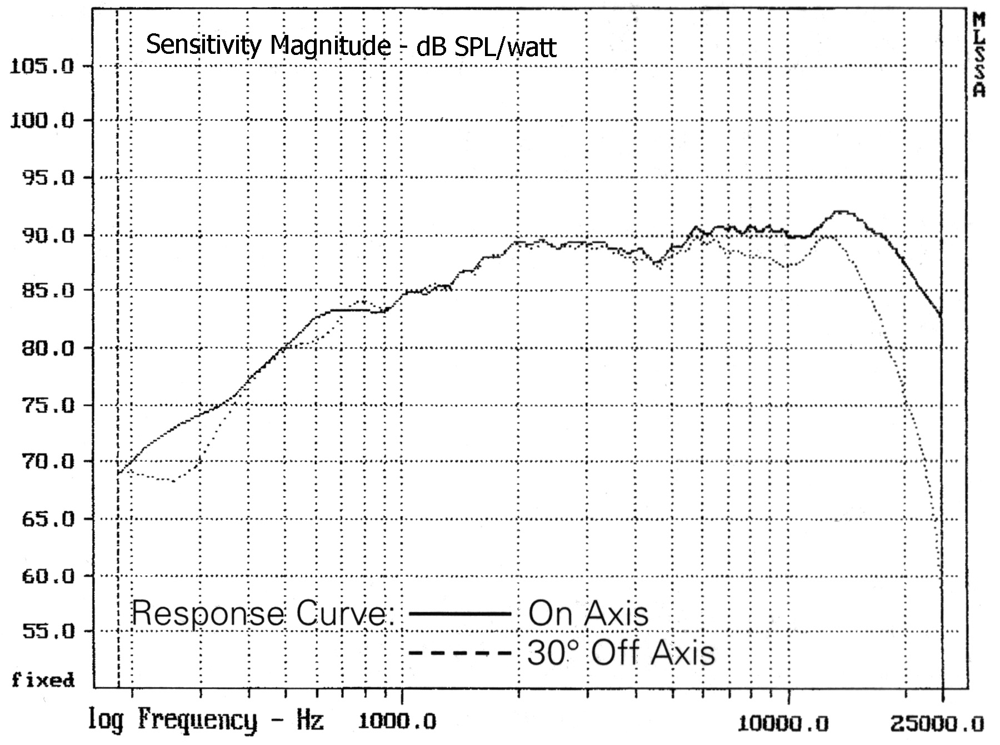 Sensitivity Magnitude - dB SPL/watt
MLSSA
105.0
100.0
95.0
90.0
85.0
80.0
75.0
70.0
65.0
60.0
Response Curve: On Axis
55.0
30° Off Axis
fixed
log Frequency - Hz 1000.0 10000.0 25000.0